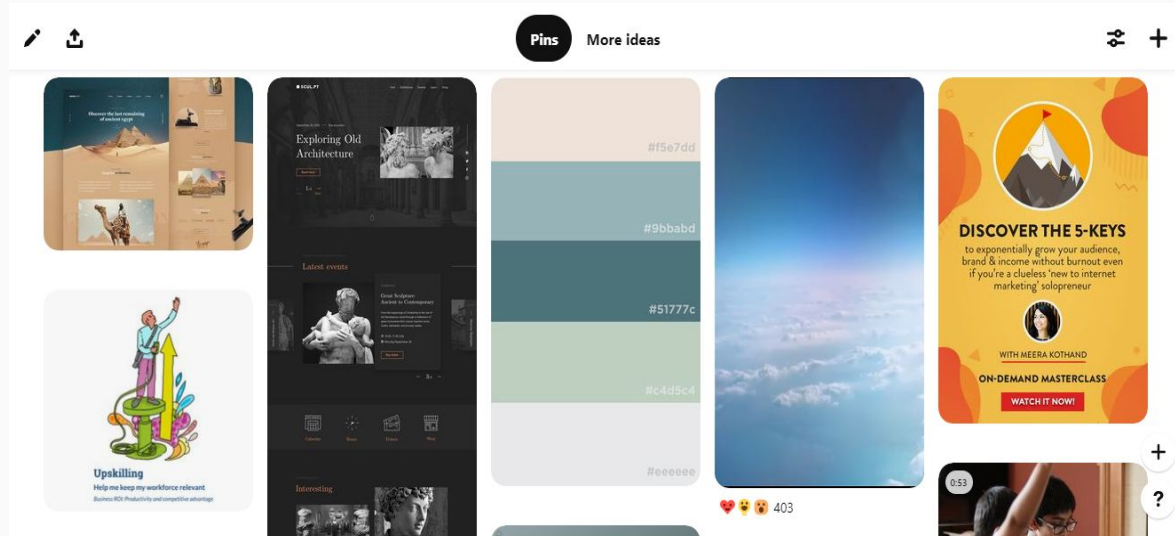 Pins
More ideas
Discover the last remaining
of ancient egypt
SCULPT
Exploring Old
Architecture
Latest events
Great Sculpture:
Ancient to Contemporary
Interesting
#f5e7dd
#9bbabd
#51777c
#c4d5c4
#eeeeee
403
DISCOVER THE 5-KEYS
to exponentially grow your audience,
brand & income without burnout even
if you're a clueless 'new to internet
marketing' solopreneur
WITH MEERA KOTHAND
ON-DEMAND MASTERCLASS
WATCH IT NOW!
Upskilling
Help me keep my workforce relevant
Business ROI: Productivity and competitive advantage
0:53
?